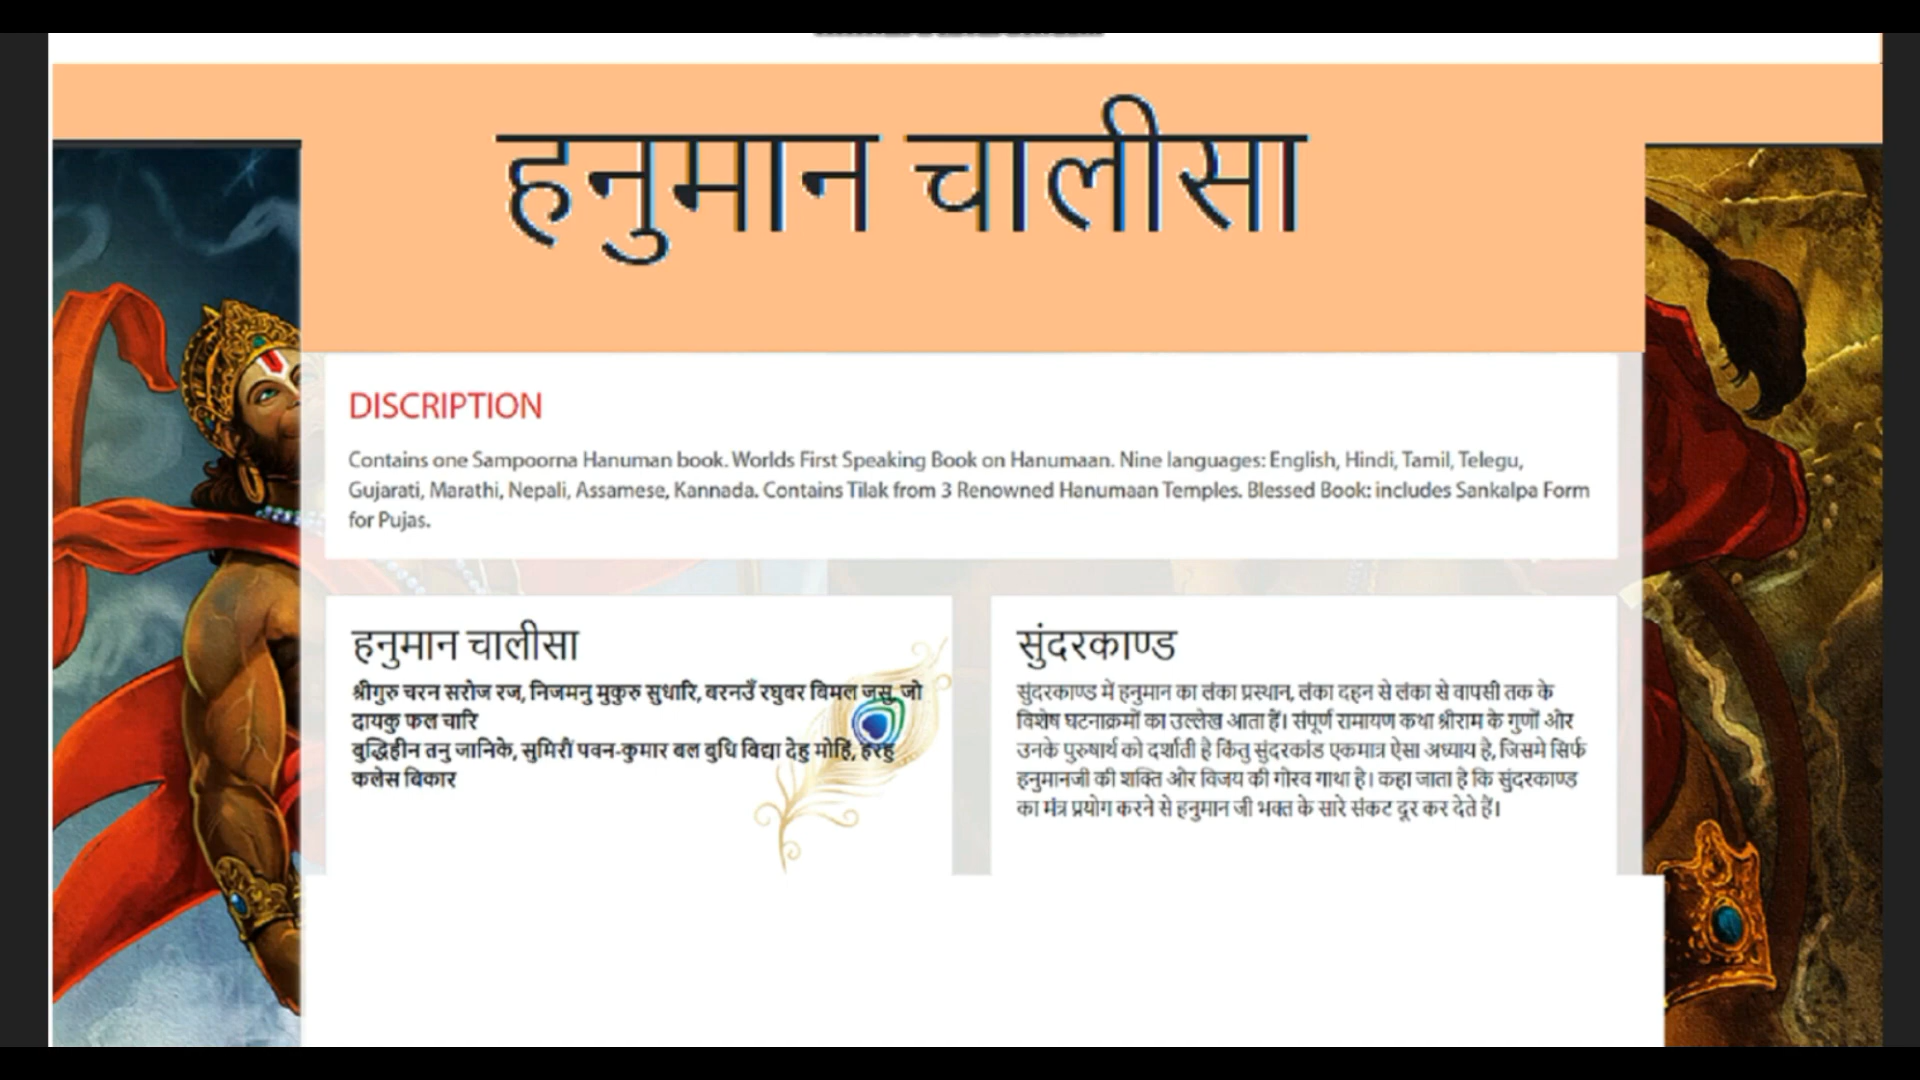 हनुमान चालीसा
DISCRIPTION
Contains one Sampoorna Hanuman book. Worlds First Speaking Book on Hanumaan. Nine languages: English, Hindi, Tamil, Telegu,
Gujarati, Marathi, Nepali, Assamese, Kannada. Contains Tilak from 3 Renowned Hanumaan Temples. Blessed Book: includes Sankalpa Form
for Pujas.
हनुमान चालीसा
श्रीगुरु चरन सरोज रज, निजमनु मुकुरु सुधारि, बरनउँ रघुबर बिमल जसु, जो
दायकु फल चारि
बुद्धिहीन तनु जानिके, सुमिरौं पवन-कुमार बल बुधि विद्या देहु मोहिं, हरहु
कलेस बिकार
सुंदरकाण्ड
सुंदरकाण्ड में हनुमान का लंका प्रस्थान, लंका दहन से लंका से वापसी तक के
विशेष घटनाक्रमों का उल्लेख आता हैं। संपूर्ण रामायण कथा श्रीराम के गुणों और
उनके पुरुषार्थ को दर्शाती है किंतु सुंदरकांड एकमात्र ऐसा अध्याय है, जिसमे सिर्फ
हनुमानजी की शक्ति और विजय की गौरव गाथा है। कहा जाता है कि सुंदरकाण्ड
का मंत्र प्रयोग करने से हनुमान जी भक्त के सारे संकट दूर कर देते हैं।